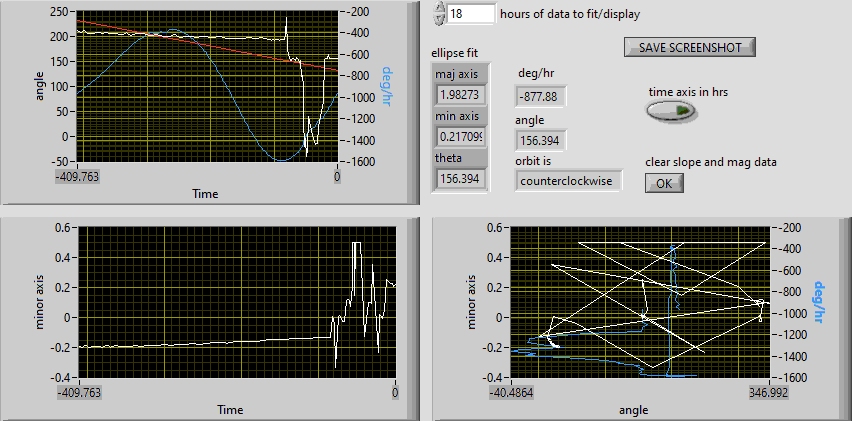 250
200
150
100
50
0
-50
angle
-200
-400
-600
-800
-1000
-1200
-1400
-1600
deg/hr
-409.763
0
Time
18
hours of data to fit/display
SAVE SCREENSHOT
ellipse fit
maj axis
1.98273
min axis
0.217099
theta
156.394
deg/hr
-877.88
angle
156.394
orbit is
counterclockwise
time axis in hrs
clear slope and mag data
OK
0.6
0.4
0.2
0
-0.2
-0.4
minor axis
-409.763
0
Time
0.6
0.4
0.2
0
-0.2
-0.4
minor axis
-200
-400
-600
-800
-1000
-1200
-1400
-1600
deg/hr
-40.4864
346.992
angle